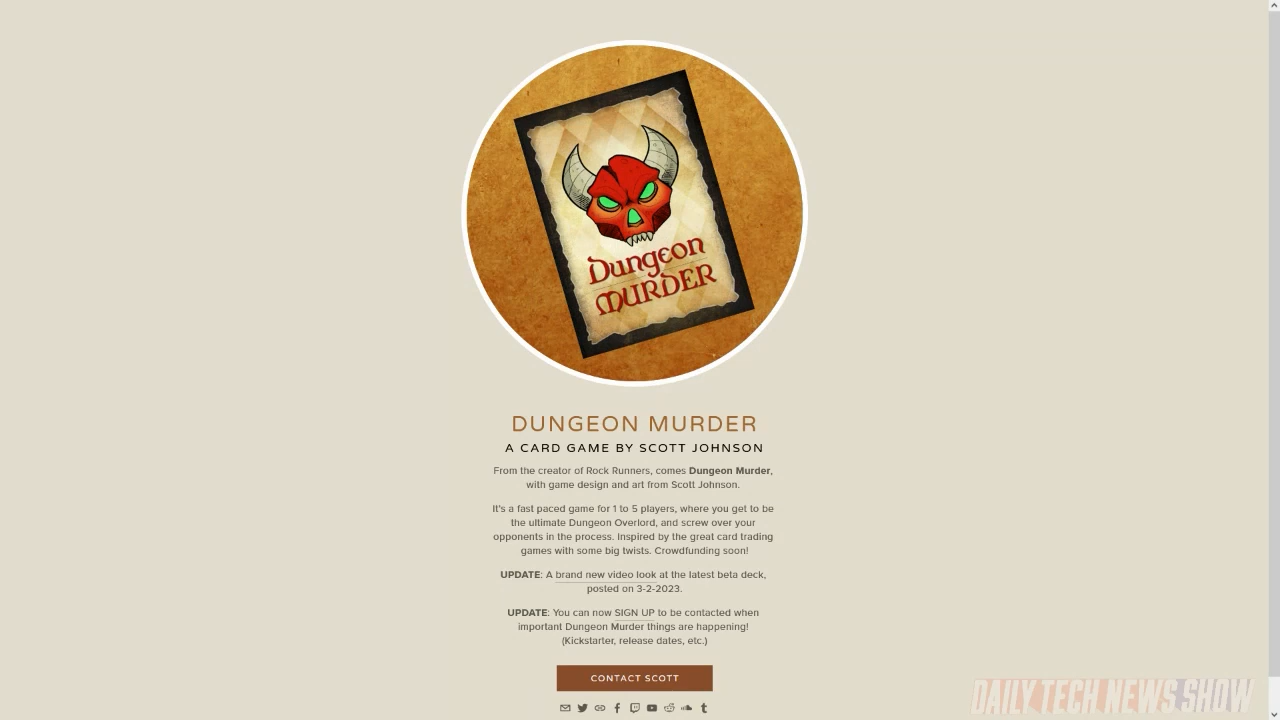 Dungeon
MURDER
DUNGEON MURDER
A CARD GAME BY SCOTT JOHNSON
From the creator of Rock Runners, comes Dungeon Murder,
with game design and art from Scott Johnson.
It's a fast paced game for 1 to 5 players, where you get to be
the ultimate Dungeon Overlord, and screw over your
opponents in the process. Inspired by the great card trading
games with some big twists. Crowdfunding soon!
UPDATE: A brand new video look at the latest beta deck,
posted on 3-2-2023.
UPDATE: You can now SIGN UP to be contacted when
important Dungeon Murder things are happening!
(Kickstarter, release dates, etc.)
CONTACT SCOTT
DAILY TECH NEWS SHOW